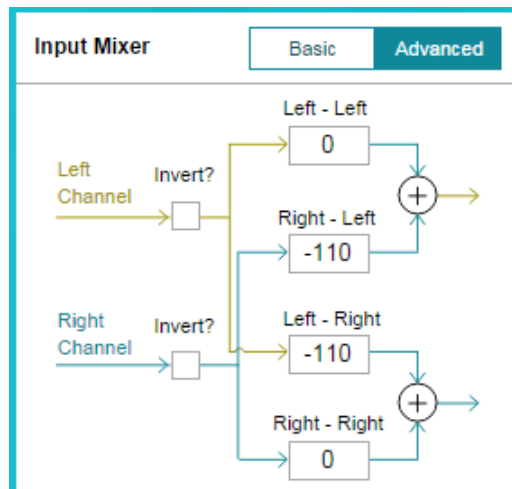 Input Mixer
Basic
Advanced
Left - Left
0
Left
Channel
Invert?
Right - Left
-110
Right
Channel
Invert?
Left - Right
-110
Right - Right
0